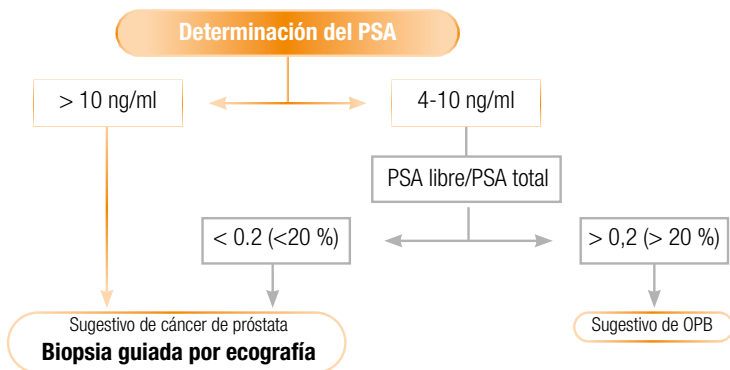 Determinación del PSA
> 10 ng/ml
4-10 ng/ml
PSA libre/PSA total
< 0.2 (<20 %)
> 0,2 (> 20 %)
Sugestivo de cáncer de próstata
Biopsia guiada por ecografía
Sugestivo de OPB